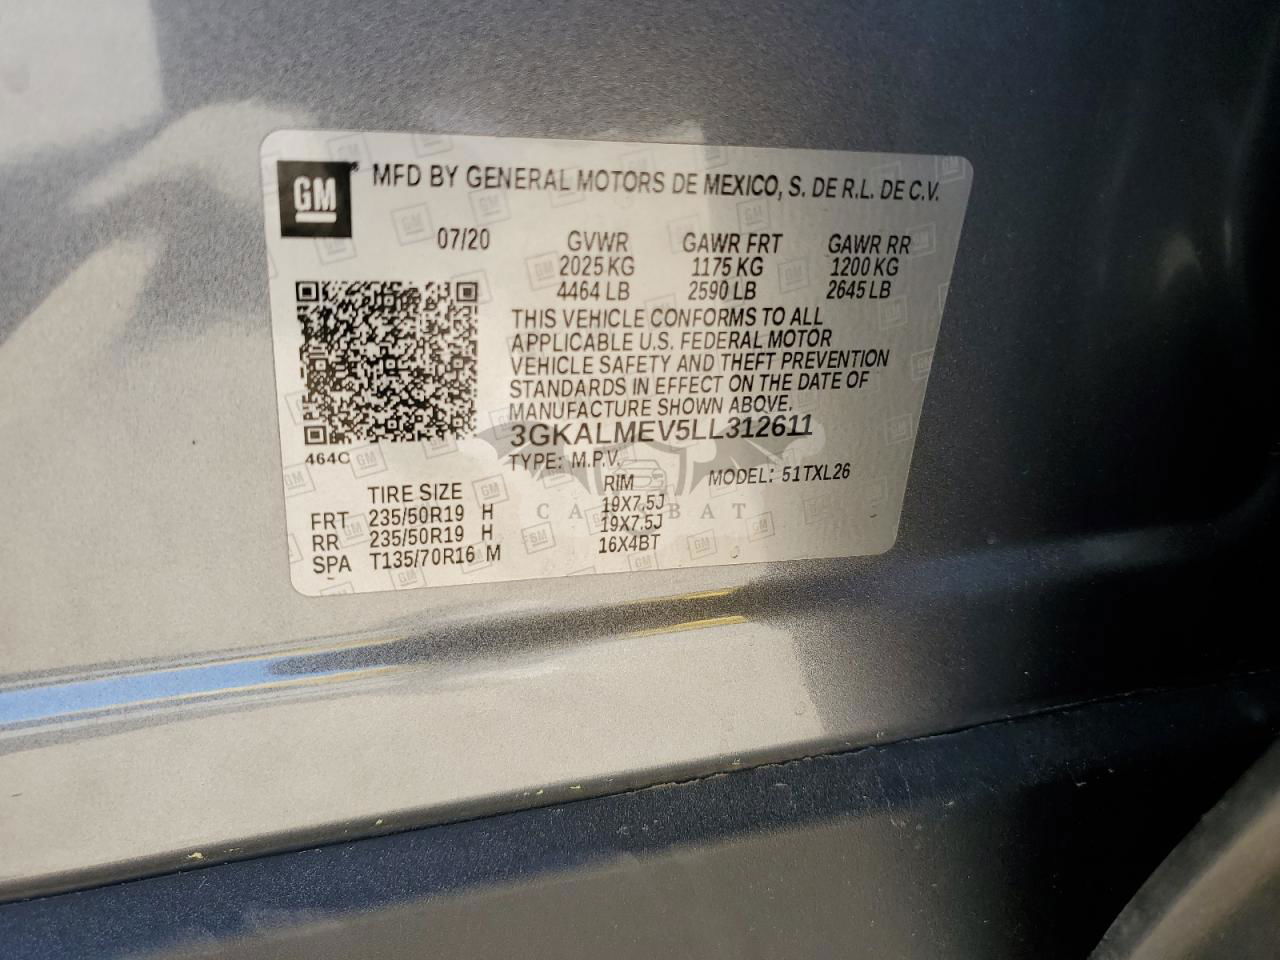 GM MFD BY GENERAL MOTORS DE MEXICO, S. DE R.L. DE C.V.
07/20 GVWR GAWR FRT GAWR RR
2025 KG 1175 KG 1200 KG
4464 LB 2590 LB 2645 LB
THIS VEHICLE CONFORMS TO ALL
APPLICABLE U.S. FEDERAL MOTOR
VEHICLE SAFETY AND THEFT PREVENTION
STANDARDS IN EFFECT ON THE DATE OF
MANUFACTURE SHOWN ABOVE.
3GKALMEV5LL312611
464C
TYPE: M.P.V. MODEL: 51TXL26
TIRE SIZE RIM
FRT 235/50R19 H 19X7.5J
RR 235/50R19 H 19X7.5J
SPA T135/70R16 M 16X4BT